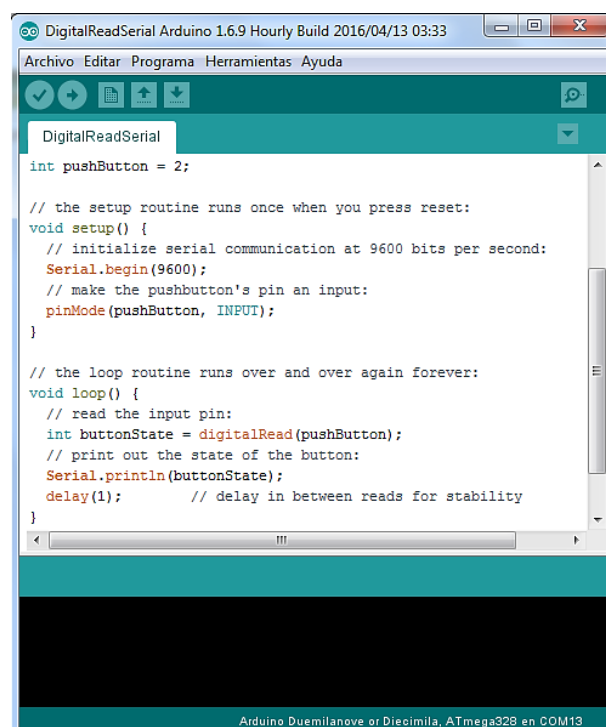 DigitalReadSerial Arduino 1.6.9 Hourly Build 2016/04/13 03:33
Archivo Editar Programa Herramientas Ayuda
DigitalReadSerial
int pushButton = 2;

// the setup routine runs once when you press reset:
void setup() {
  // initialize serial communication at 9600 bits per second:
  Serial.begin(9600);
  // make the pushbutton's pin an input:
  pinMode(pushButton, INPUT);
}

// the loop routine runs over and over again forever:
void loop() {
  // read the input pin:
  int buttonState = digitalRead(pushButton);
  // print out the state of the button:
  Serial.println(buttonState);
  delay(1);        // delay in between reads for stability
}
Arduino Duemilanove or Diecimila, ATmega328 en COM13